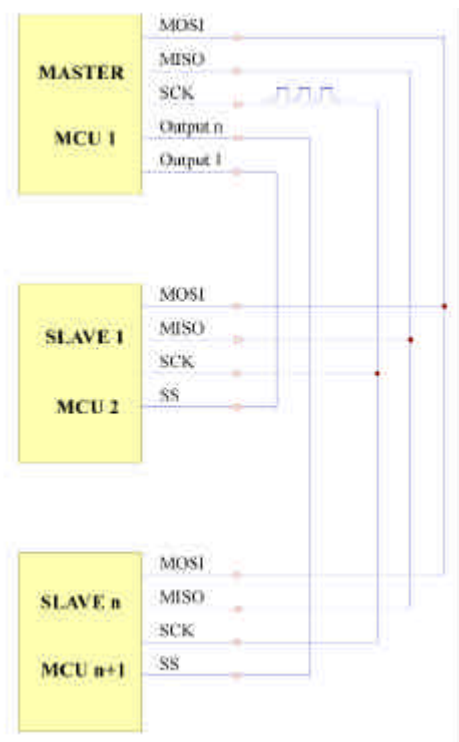 MOSI
MISO
MASTER
SCK
MCU 1
Output n
Output 1
MOSI
SLAVE 1
MISO
SCK
MCU 2
SS
MOSI
SLAVE n
MISO
SCK
MCU n+1
SS